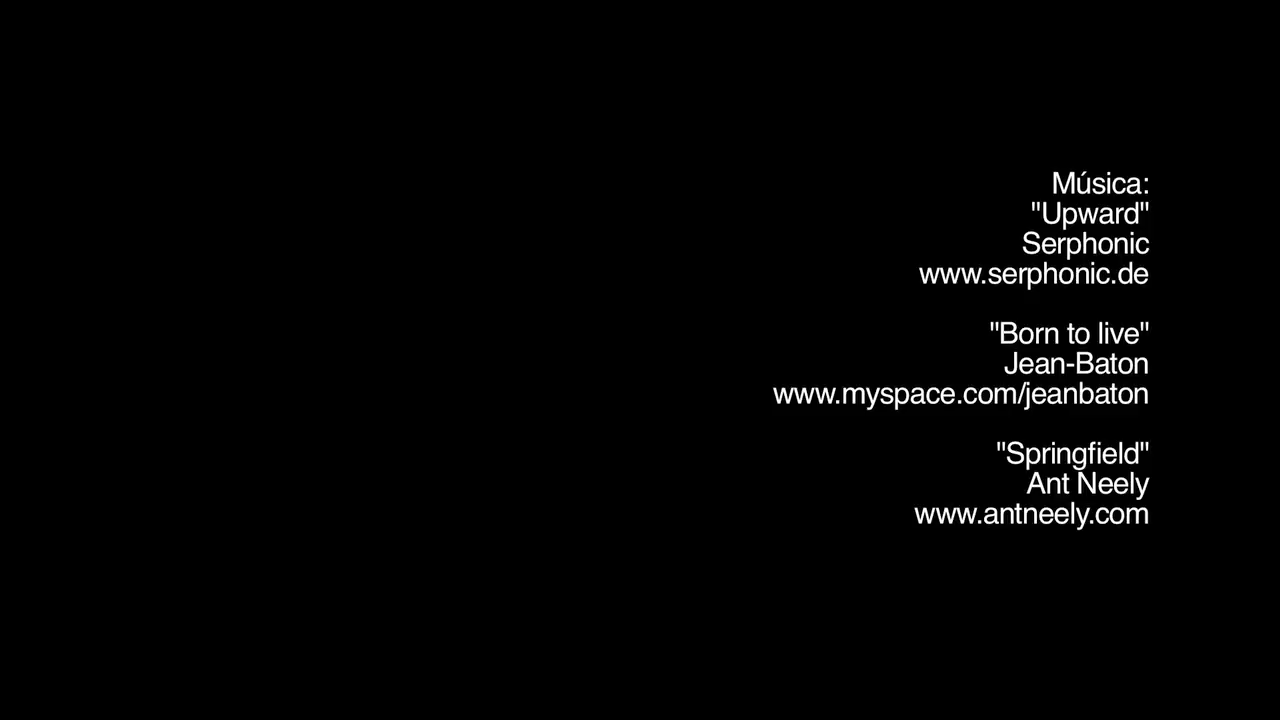 Música:
"Upward"
Serphonic
www.serphonic.de
"Born to live"
Jean-Baton
www.myspace.com/jeanbaton
"Springfield"
Ant Neely
www.antneely.com